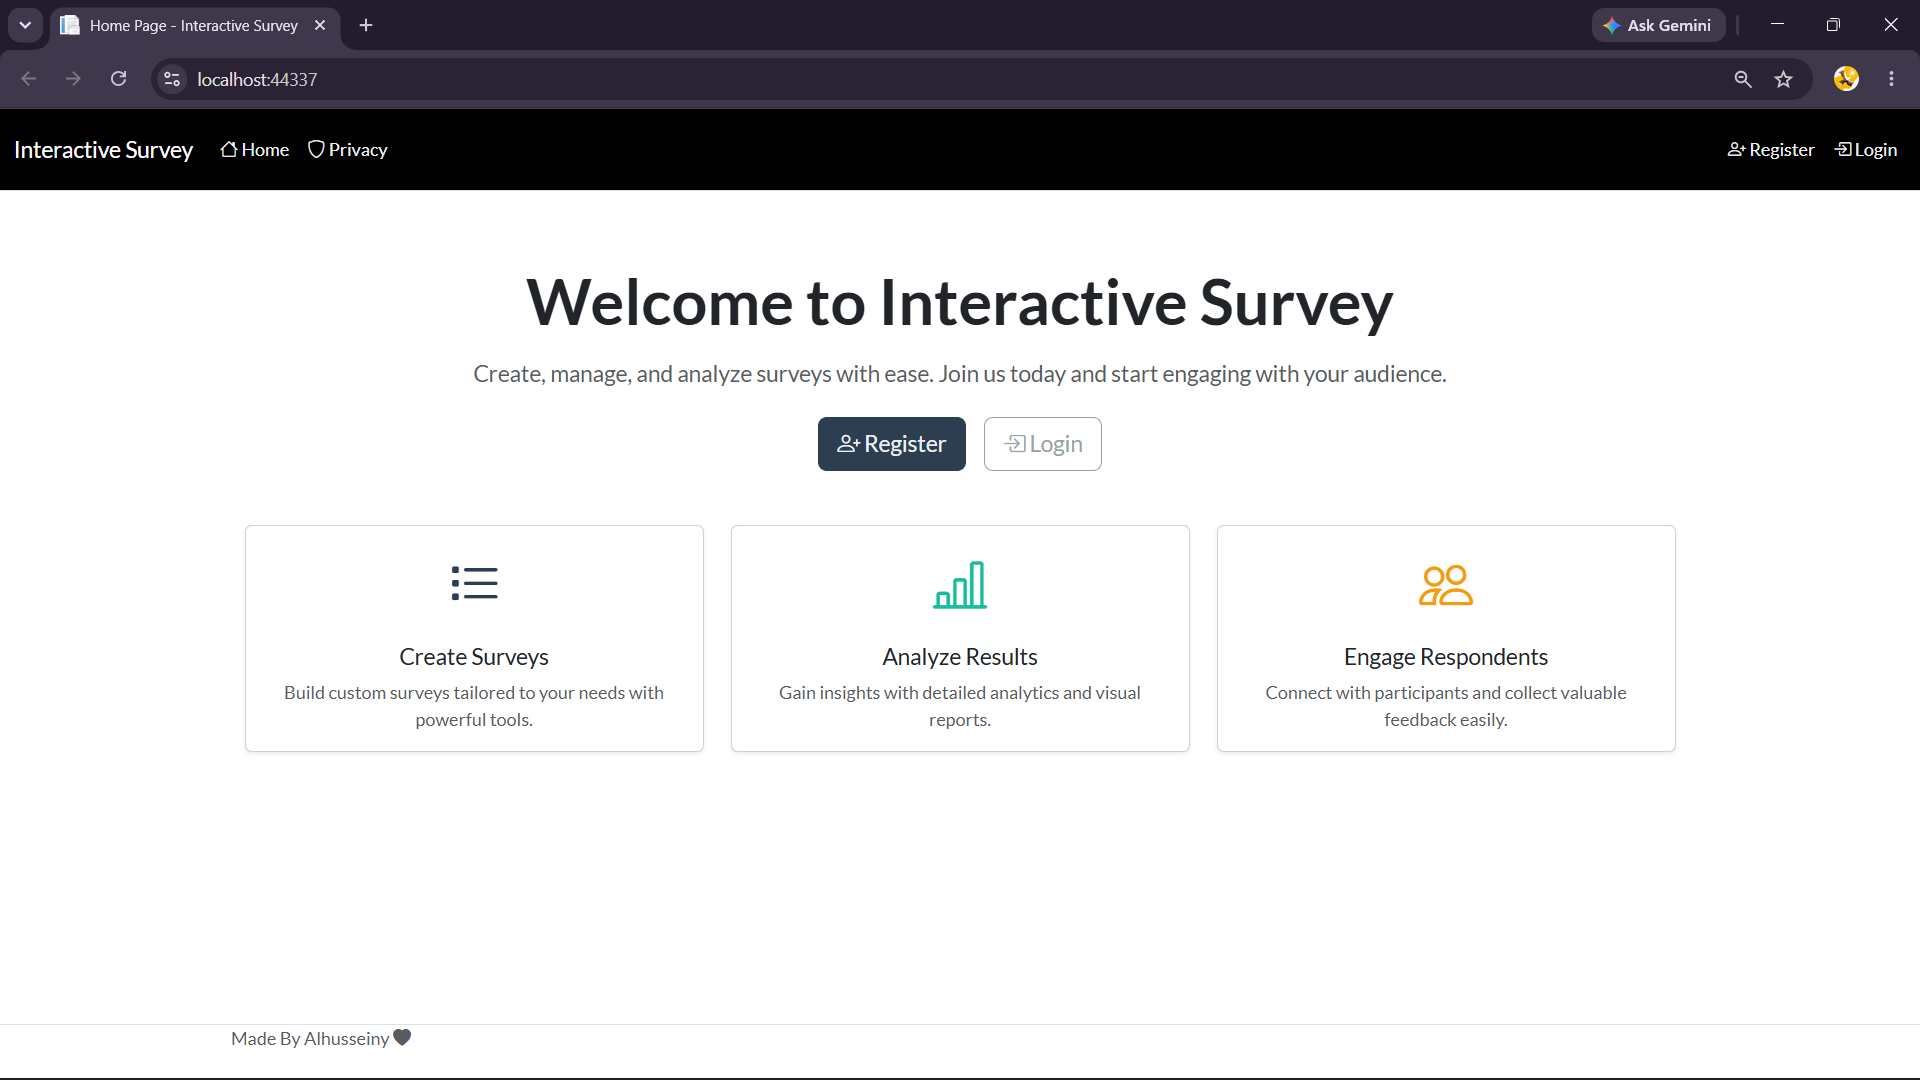 Home Page - Interactive Survey
Ask Gemini
localhost:44337
Interactive Survey Home Privacy Register Login
Welcome to Interactive Survey
Create, manage, and analyze surveys with ease. Join us today and start engaging with your audience.
Register Login
Create Surveys
Build custom surveys tailored to your needs with
powerful tools.
Analyze Results
Gain insights with detailed analytics and visual
reports.
Engage Respondents
Connect with participants and collect valuable
feedback easily.
Made By Alhusseiny